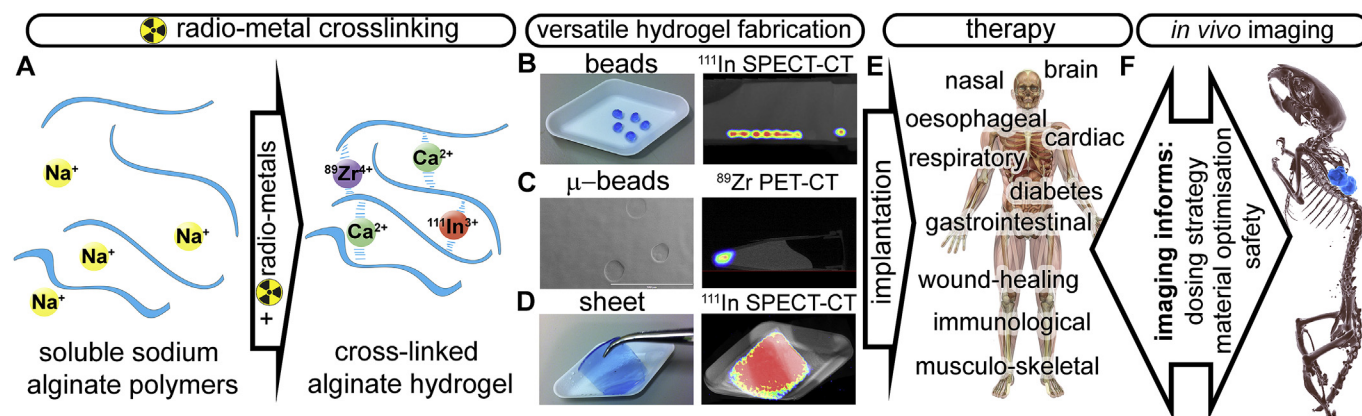 radio-metal crosslinking
versatile hydrogel fabrication
therapy
in vivo imaging
A
Na⁺
Na⁺
Na⁺
Na⁺
soluble sodium
alginate polymers
+ radio-metals
⁸⁹Zr⁴⁺
Ca²⁺
Ca²⁺
¹¹¹In³⁺
cross-linked
alginate hydrogel
B
beads
¹¹¹In SPECT-CT
C
μ-beads
⁸⁹Zr PET-CT
D
sheet
¹¹¹In SPECT-CT
E
implantation
nasal
brain
oesophageal
cardiac
respiratory
diabetes
gastrointestinal
wound-healing
immunological
musculo-skeletal
F
imaging informs:
dosing strategy
material optimisation
safety